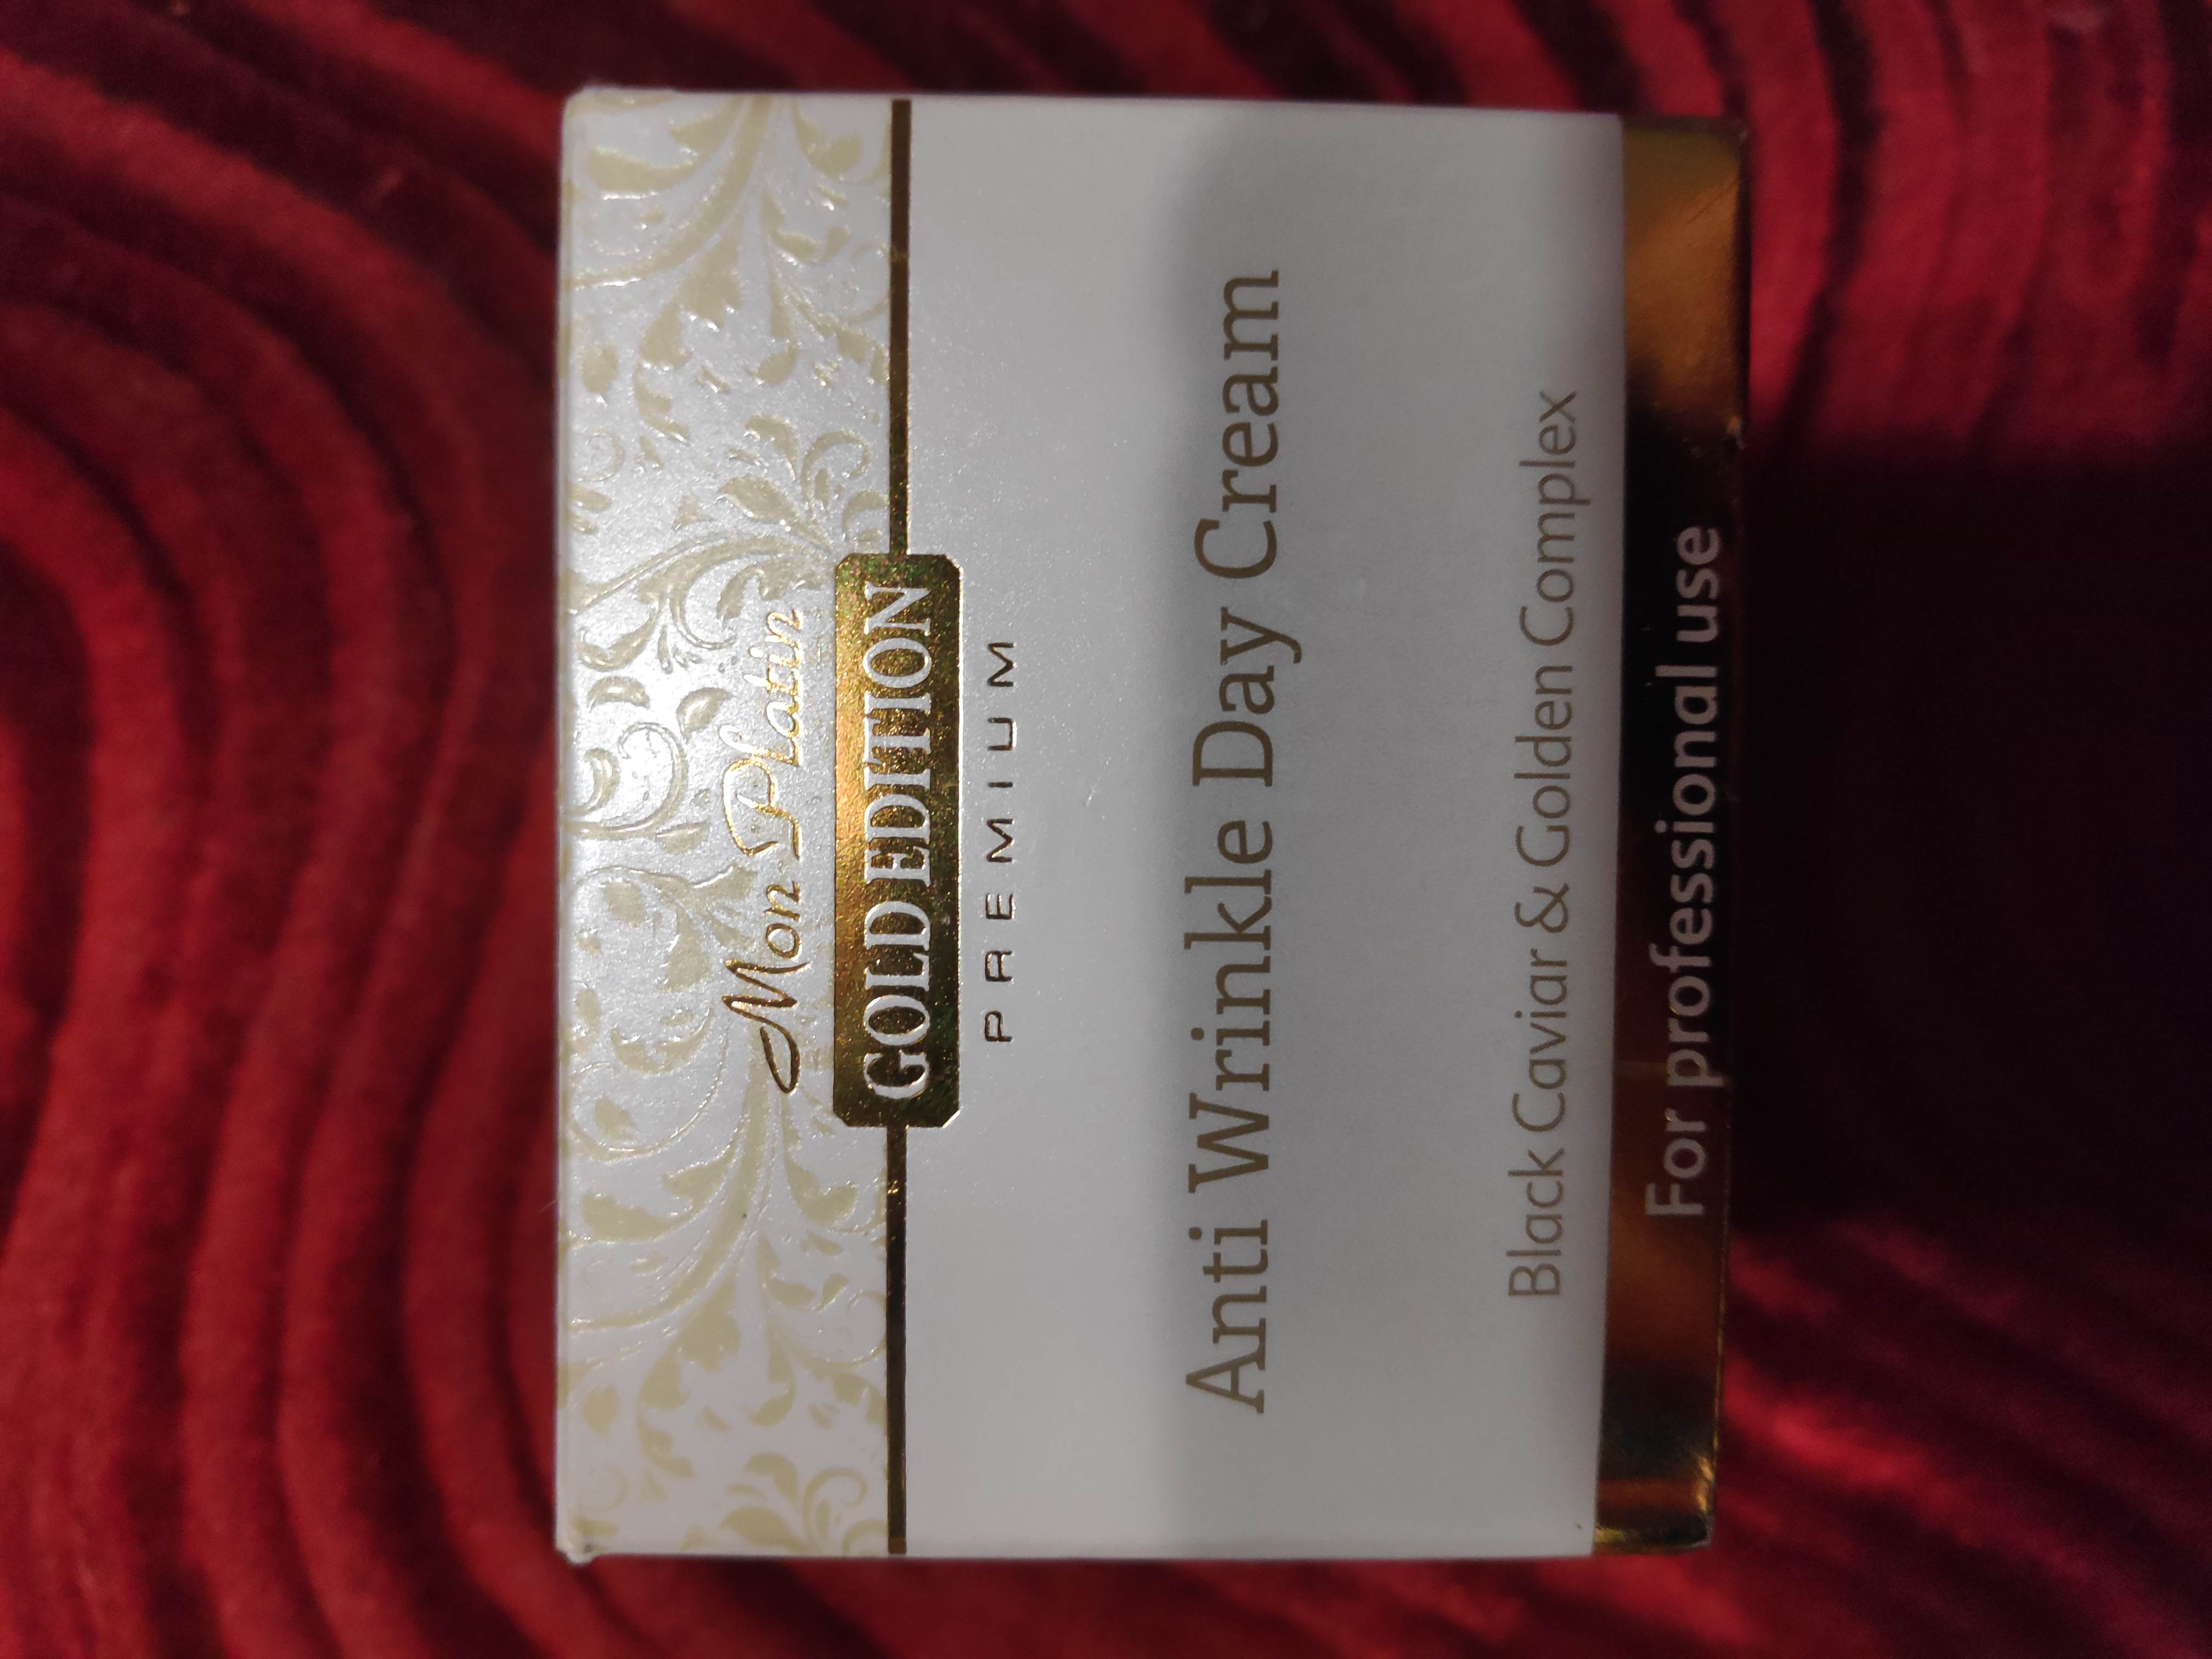 Mon Platin
GOLD EDITION
PREMIUM
Anti Wrinkle Day Cream
Black Caviar & Golden Complex
For professional use